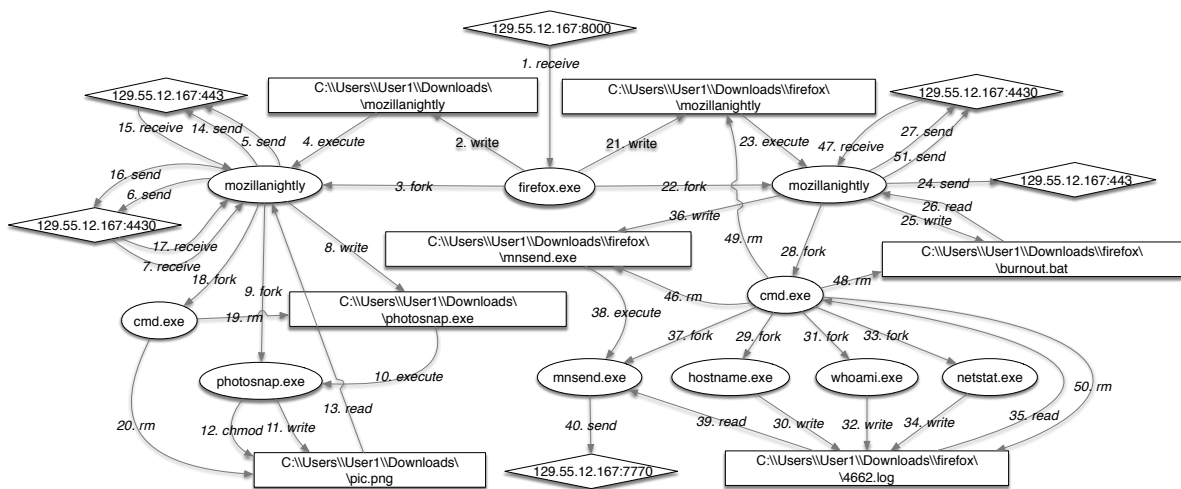 129.55.12.167:8000
1. receive
C:\\Users\\User1\\Downloads\
\mozillanightly
C:\\Users\\User1\\Downloads\\firefox\
\mozillanightly
129.55.12.167:443
129.55.12.167:4430
15. receive
14. send
5. send
4. execute
2. write
21. write
23. execute
47. receive
27. send
51. send
16. send
6. send
mozillanightly
3. fork
firefox.exe
22. fork
mozillanightly
24. send
129.55.12.167:443
129.55.12.167:4430
17. receive
7. receive
18. fork
9. fork
8. write
36. write
49. rm
28. fork
26. read
25. write
C:\\Users\\User1\\Downloads\\firefox\
\mnsend.exe
C:\\Users\\User1\\Downloads\\firefox\
\burnout.bat
48. rm
46. rm
cmd.exe
C:\\Users\\User1\\Downloads\
\photosnap.exe
cmd.exe
19. rm
38. execute
37. fork
29. fork
31. fork
33. fork
10. execute
photosnap.exe
13. read
mnsend.exe
hostname.exe
whoami.exe
netstat.exe
50. rm
20. rm
12. chmod
11. write
40. send
39. read
30. write
32. write
34. write
35. read
C:\\Users\\User1\\Downloads\
\pic.png
129.55.12.167:7770
C:\\Users\\User1\\Downloads\\firefox\
\4662.log